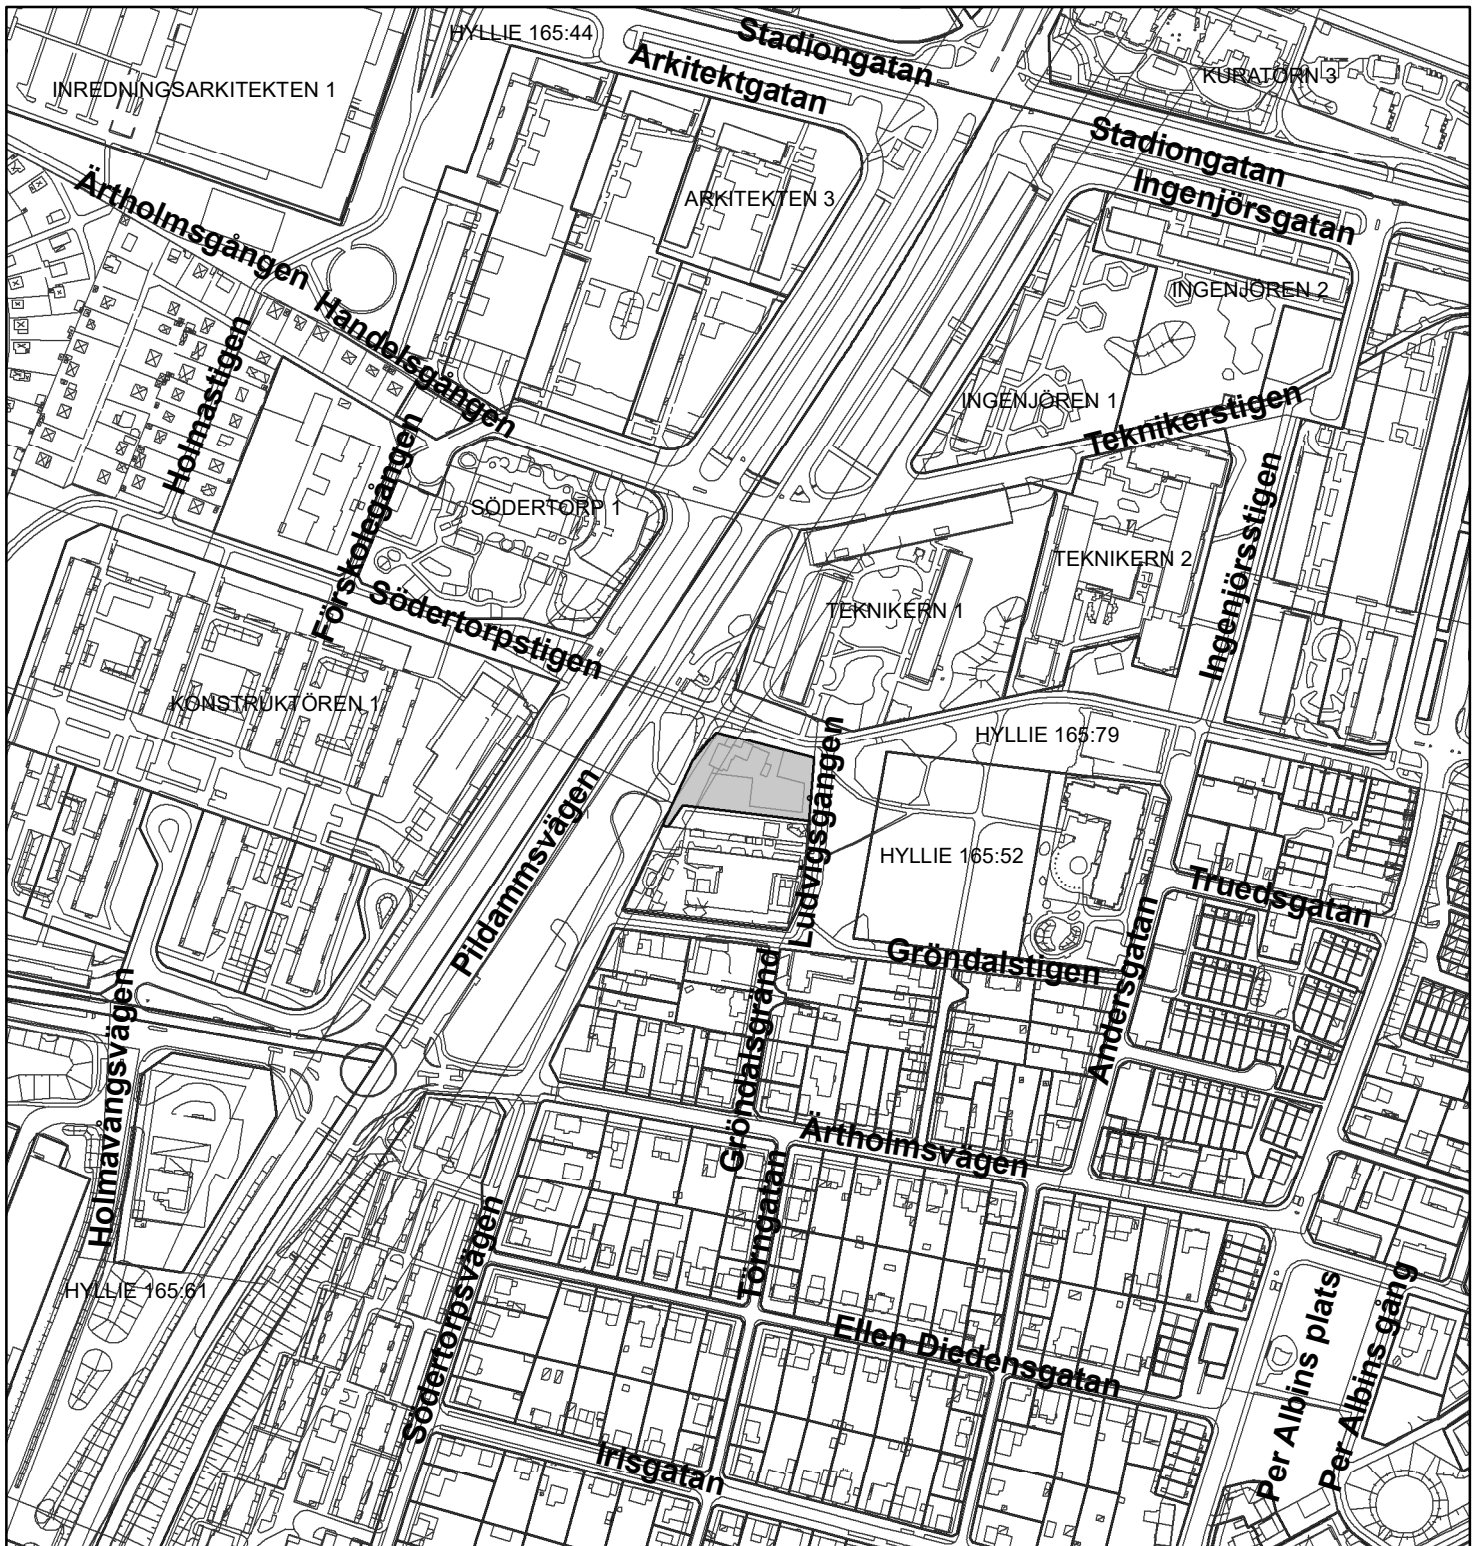 HYLLIE 165:44
Stadiongatan
Arkitektgatan
INREDNINGSARKITEKTEN 1
KURATORN 3
Stadiongatan
Ingenjörsgatan
Ärtholmsgången
ARKITEKTEN 3
INGENJÖREN 2
Handelsgången
Holmastigen
INGENJÖREN 1
Teknikerstigen
Förskolegången
SÖDERTORP 1
Ingenjörsstigen
TEKNIKERN 2
TEKNIKERN 1
Södertorpstigen
KONSTRUKTÖREN 1
HYLLIE 165:79
Ludvigsgången
Pildammsvägen
HYLLIE 165:52
Truedsgatan
Gröndalstigen
Andersgatan
Gröndalsgränd
Holmavångsvägen
Ärtholmsvägen
Törngatan
Södertorpsvägen
HYLLIE 165:61
Ellen Diedensgatan
Per Albins plats
Per Albins gång
Irisgatan